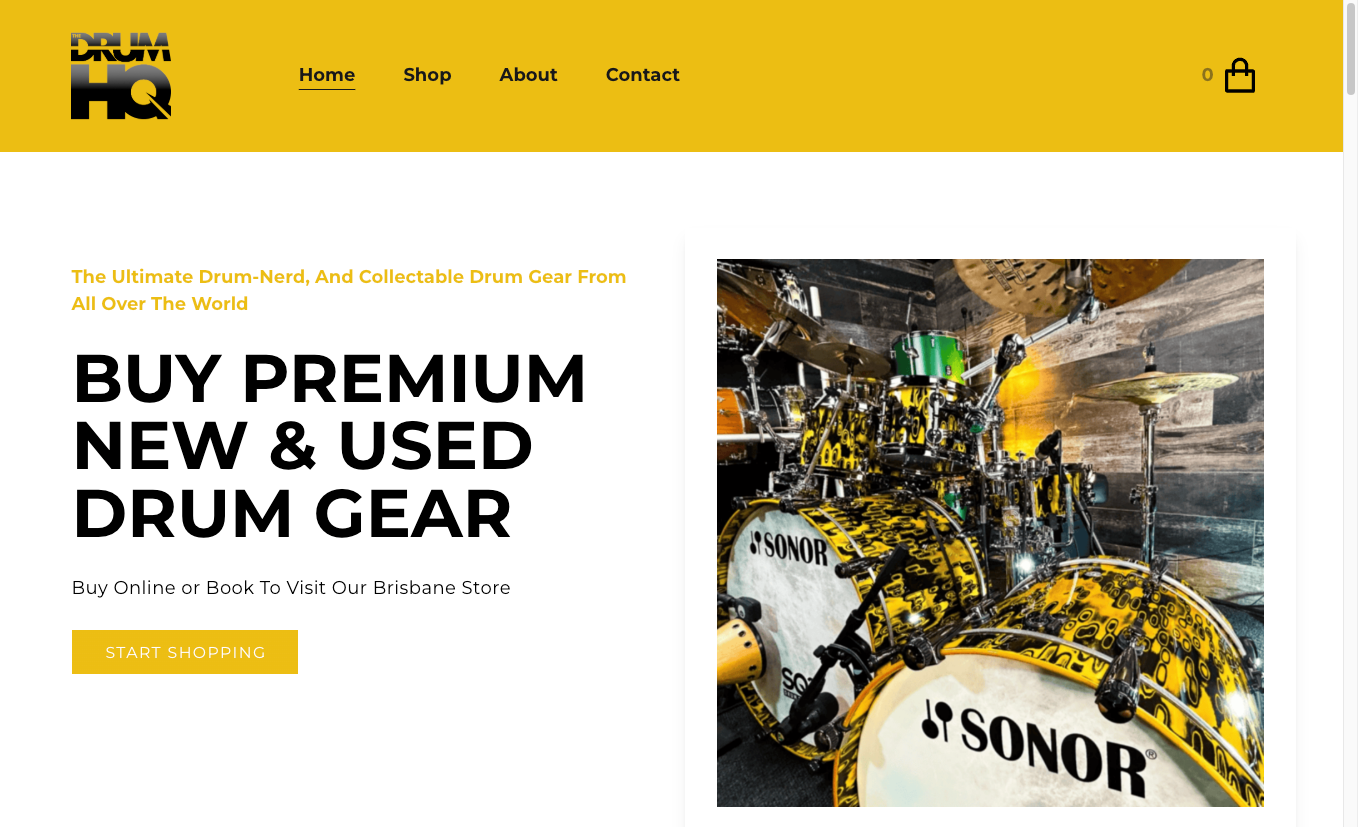 THE
DRUM
HQ
Home
Shop
About
Contact
0
The Ultimate Drum-Nerd, And Collectable Drum Gear From
All Over The World
BUY PREMIUM
NEW & USED
DRUM GEAR
Buy Online or Book To Visit Our Brisbane Store
START SHOPPING
SONOR
SQ2
SONOR®